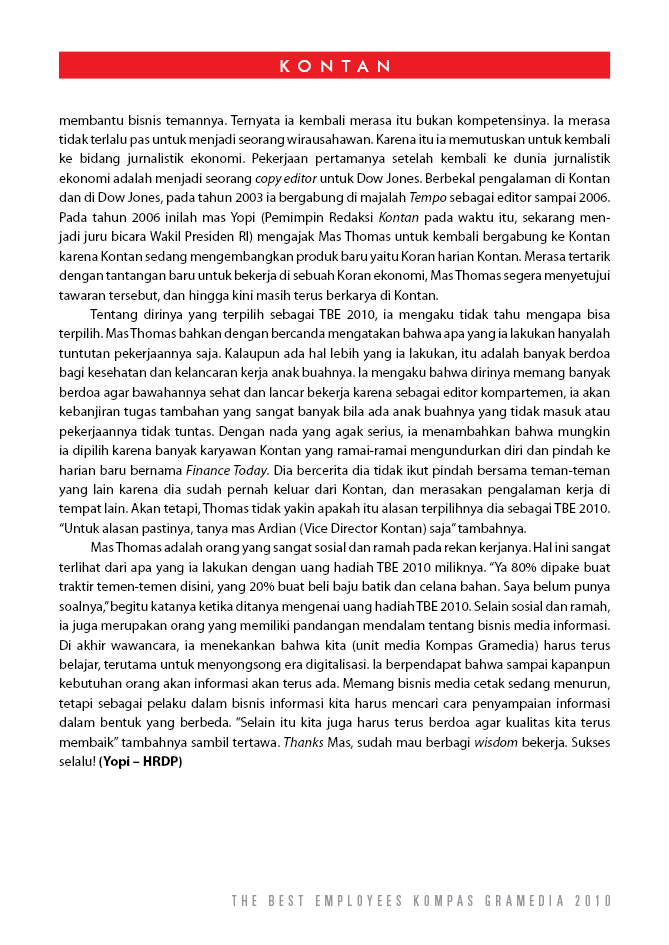 KONTAN
membantu bisnis temannya. Ternyata ia kembali merasa itu bukan kompetensinya. Ia merasa
tidak terlalu pas untuk menjadi seorang wirausahawan. Karena itu ia memutuskan untuk kembali
ke bidang jurnalistik ekonomi. Pekerjaan pertamanya setelah kembali ke dunia jurnalistik
ekonomi adalah menjadi seorang copy editor untuk Dow Jones. Berbekal pengalaman di Kontan
dan di Dow Jones, pada tahun 2003 ia bergabung di majalah Tempo sebagai editor sampai 2006.
Pada tahun 2006 inilah mas Yopi (Pemimpin Redaksi Kontan pada waktu itu, sekarang men-
jadi juru bicara Wakil Presiden RI) mengajak Mas Thomas untuk kembali bergabung ke Kontan
karena Kontan sedang mengembangkan produk baru yaitu Koran harian Kontan. Merasa tertarik
dengan tantangan baru untuk bekerja di sebuah Koran ekonomi, Mas Thomas segera menyetujui
tawaran tersebut, dan hingga kini masih terus berkarya di Kontan.
Tentang dirinya yang terpilih sebagai TBE 2010, ia mengaku tidak tahu mengapa bisa
terpilih. Mas Thomas bahkan dengan bercanda mengatakan bahwa apa yang ia lakukan hanyalah
tuntutan pekerjaannya saja. Kalaupun ada hal lebih yang ia lakukan, itu adalah banyak berdoa
bagi kesehatan dan kelancaran kerja anak buahnya. Ia mengaku bahwa dirinya memang banyak
berdoa agar bawahannya sehat dan lancar bekerja karena sebagai editor kompartemen, ia akan
kebanjiran tugas tambahan yang sangat banyak bila ada anak buahnya yang tidak masuk atau
pekerjaannya tidak tuntas. Dengan nada yang agak serius, ia menambahkan bahwa mungkin
ia dipilih karena banyak karyawan Kontan yang ramai-ramai mengundurkan diri dan pindah ke
harian baru bernama Finance Today. Dia bercerita dia tidak ikut pindah bersama teman-teman
yang lain karena dia sudah pernah keluar dari Kontan, dan merasakan pengalaman kerja di
tempat lain. Akan tetapi, Thomas tidak yakin apakah itu alasan terpilihnya dia sebagai TBE 2010.
“Untuk alasan pastinya, tanya mas Ardian (Vice Director Kontan) saja” tambahnya.
Mas Thomas adalah orang yang sangat sosial dan ramah pada rekan kerjanya. Hal ini sangat
terlihat dari apa yang ia lakukan dengan uang hadiah TBE 2010 miliknya. “Ya 80% dipake buat
traktir temen-temen disini, yang 20% buat beli baju batik dan celana bahan. Saya belum punya
soalnya,” begitu katanya ketika ditanya mengenai uang hadiah TBE 2010. Selain sosial dan ramah,
ia juga merupakan orang yang memiliki pandangan mendalam tentang bisnis media informasi.
Di akhir wawancara, ia menekankan bahwa kita (unit media Kompas Gramedia) harus terus
belajar, terutama untuk menyongsong era digitalisasi. Ia berpendapat bahwa sampai kapanpun
kebutuhan orang akan informasi akan terus ada. Memang bisnis media cetak sedang menurun,
tetapi sebagai pelaku dalam bisnis informasi kita harus mencari cara penyampaian informasi
dalam bentuk yang berbeda. “Selain itu kita juga harus terus berdoa agar kualitas kita terus
membaik” tambahnya sambil tertawa. Thanks Mas, sudah mau berbagi wisdom bekerja. Sukses
selalu! (Yopi – HRDP)
THE BEST EMPLOYEES KOMPAS GRAMEDIA 2010